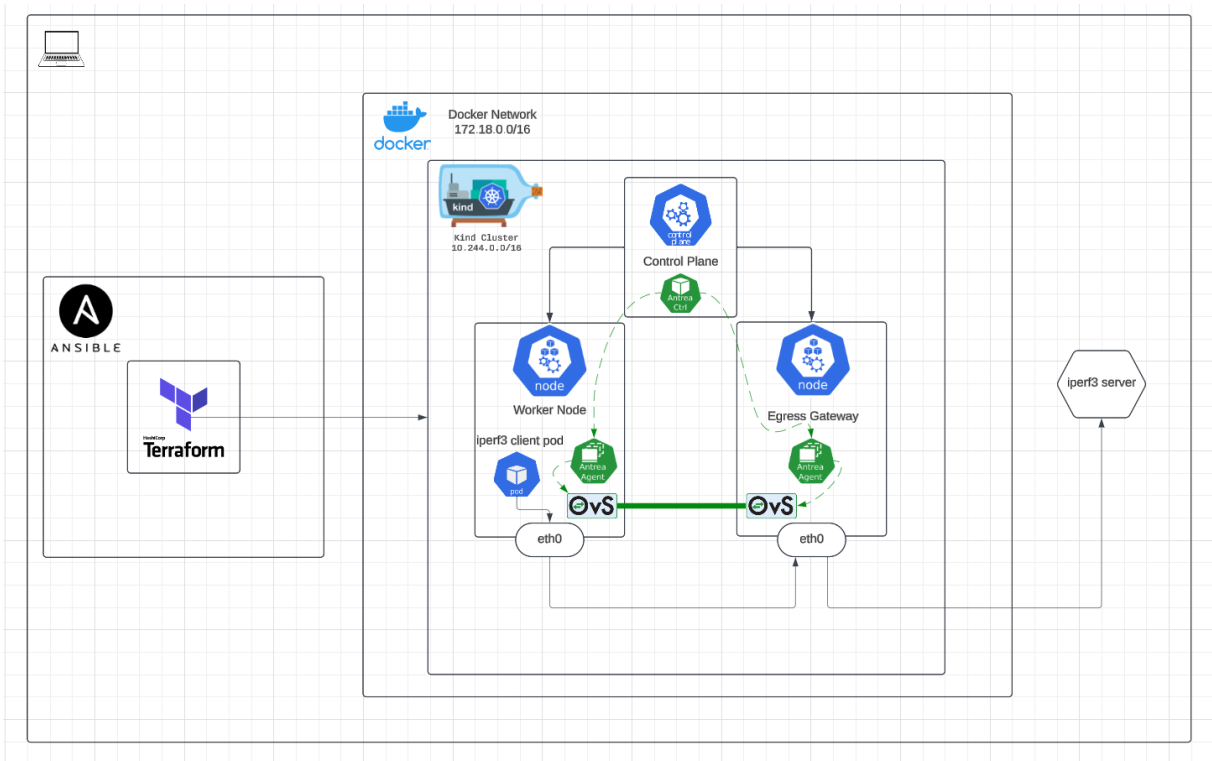 docker
Docker Network
172.18.0.0/16
kind
Kind Cluster
10.244.0.0/16
control
plane
Control Plane
Antrea
Ctrl
ANSIBLE
HashiCorp
Terraform
node
Worker Node
iperf3 client pod
pod
Antrea
Agent
OvS
eth0
node
Egress Gateway
Antrea
Agent
OvS
eth0
iperf3 server